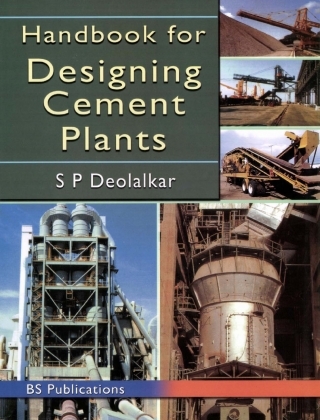 Handbook for
Designing
Cement
Plants
S P Deolalkar
BS Publications